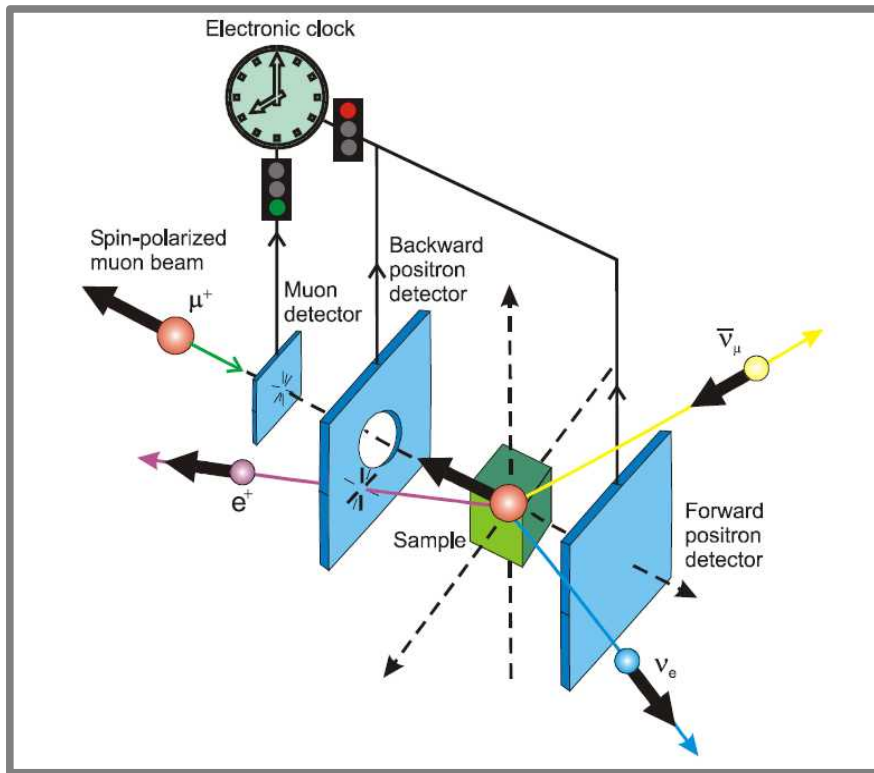 Electronic clock
Spin-polarized
muon beam
μ⁺
Muon
detector
Backward
positron
detector
ν̄μ
e⁺
Sample
Forward
positron
detector
νe